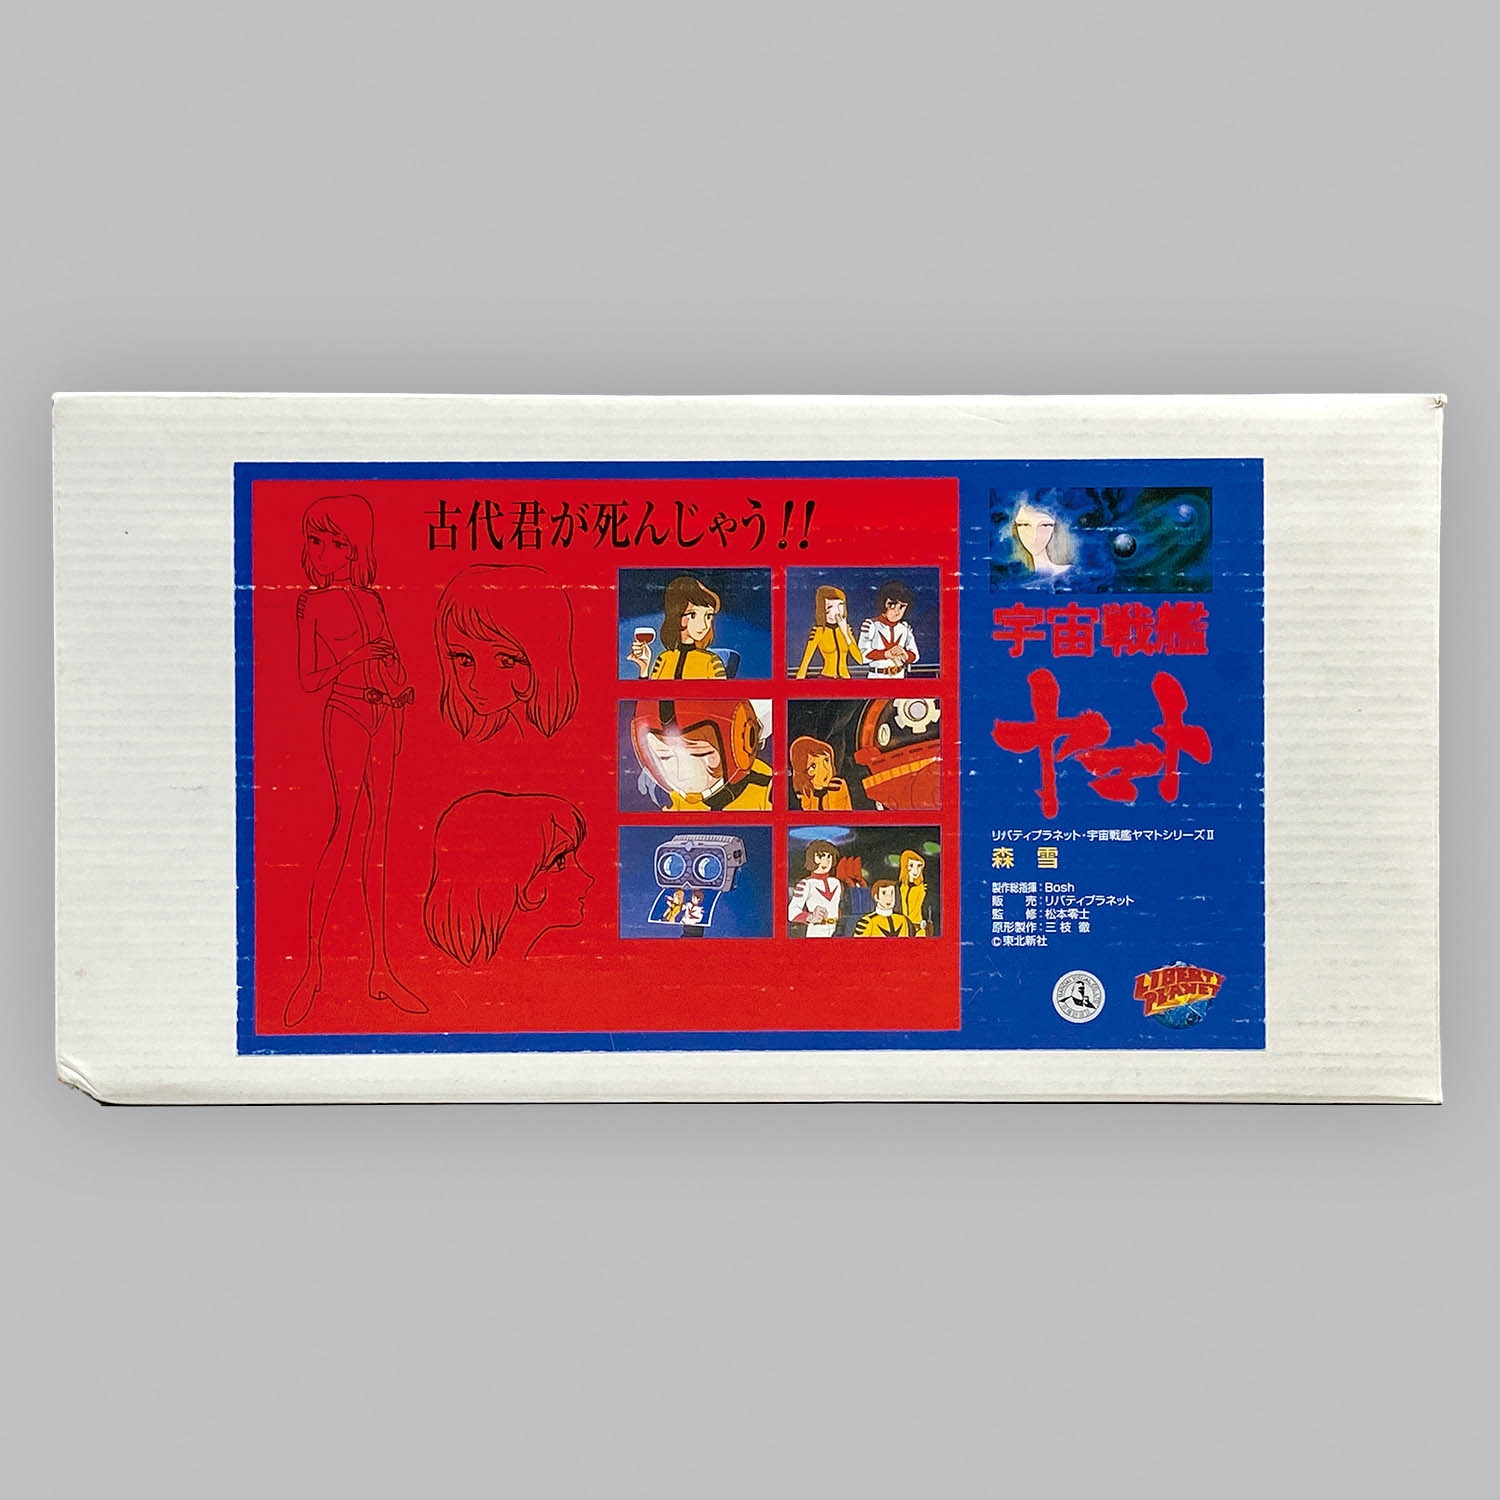 古代君が死んじゃう!!
宇宙戦艦
ヤマト
リバティプラネット・宇宙戦艦ヤマトシリーズII
森 雪
製作総指揮：Bosh
販 売：リバティプラネット
監 修：松本零士
原形製作：三枝 徹
©東北新社
LIBERTY
PLANET